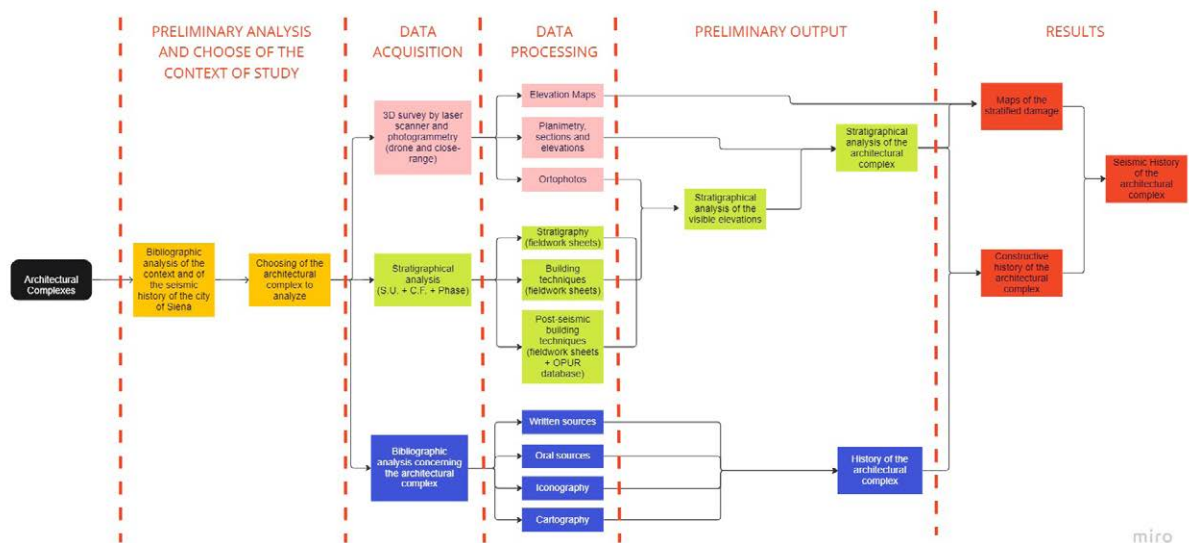 PRELIMINARY ANALYSIS
AND CHOOSE OF THE
CONTEXT OF STUDY
DATA
ACQUISITION
DATA
PROCESSING
PRELIMINARY OUTPUT
RESULTS
Architectural
Complexes
Bibliographic
analysis of the
context and of
the seismic
history of the city
of Siena
Choosing of the
architectural
complex to
analyze
3D survey by laser
scanner and
photogrammetry
(drone and close-
range)
Stratigraphical
analysis
(S.U. + C.F. + Phase)
Bibliographic
analysis concerning
the architectural
complex
Elevation Maps
Planimetry,
sections and
elevations
Ortophotos
Stratigraphy
(fieldwork sheets)
Building
techniques
(fieldwork sheets)
Post-seismic
building
techniques
(fieldwork sheets
+ OPUR
database)
Written sources
Oral sources
Iconography
Cartography
Stratigraphical
analysis of the
visible elevations
Stratigraphical
analysis of the
architectural
complex
History of the
architectural
complex
Maps of the
stratified damage
Constructive
history of the
architectural
complex
Seismic History
of the
architectural
complex
miro